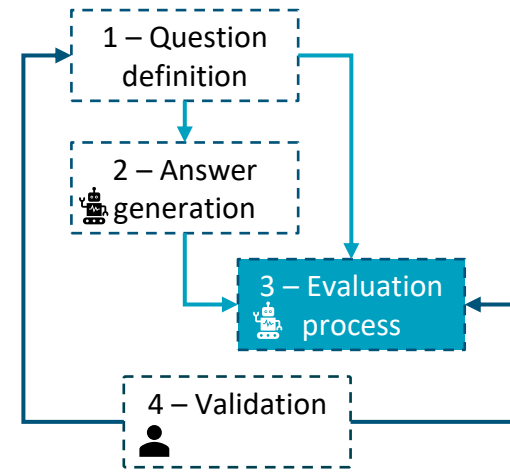 1 – Question
definition
2 – Answer
generation
3 – Evaluation
process
4 – Validation